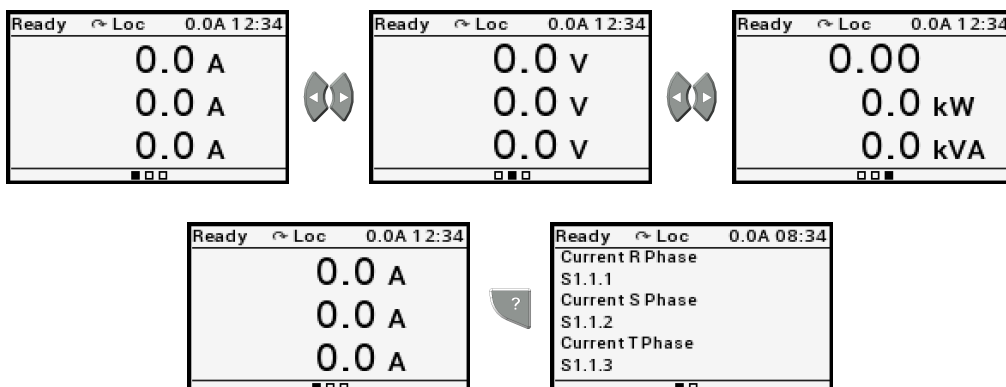 Ready ↷ Loc 0.0A 12:34
0.0 A
0.0 A
0.0 A
Ready ↷ Loc 0.0A 12:34
0.0 V
0.0 V
0.0 V
Ready ↷ Loc 0.0A 12:34
0.00
0.0 kW
0.0 kVA
Ready ↷ Loc 0.0A 12:34
0.0 A
0.0 A
0.0 A
?
Ready ↷ Loc 0.0A 08:34
Current R Phase
S1.1.1
Current S Phase
S1.1.2
Current T Phase
S1.1.3